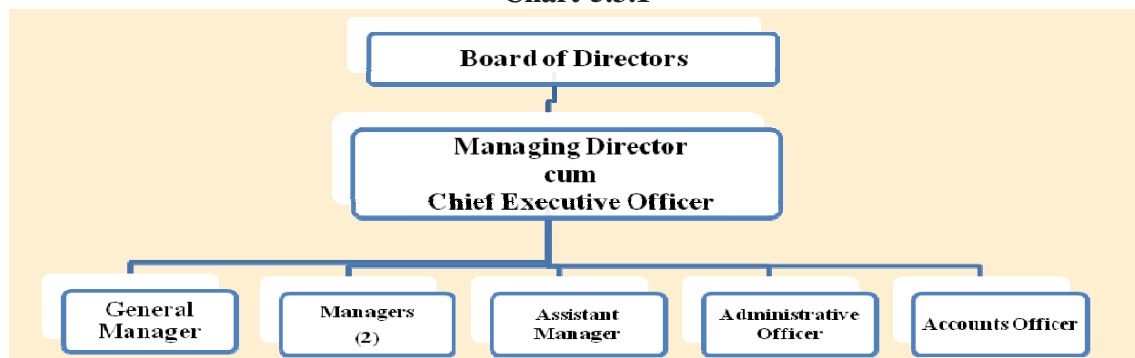 Board of Directors
Managing Director
cum
Chief Executive Officer
General
Manager
Managers
(2)
Assistant
Manager
Administrative
Officer
Accounts Officer